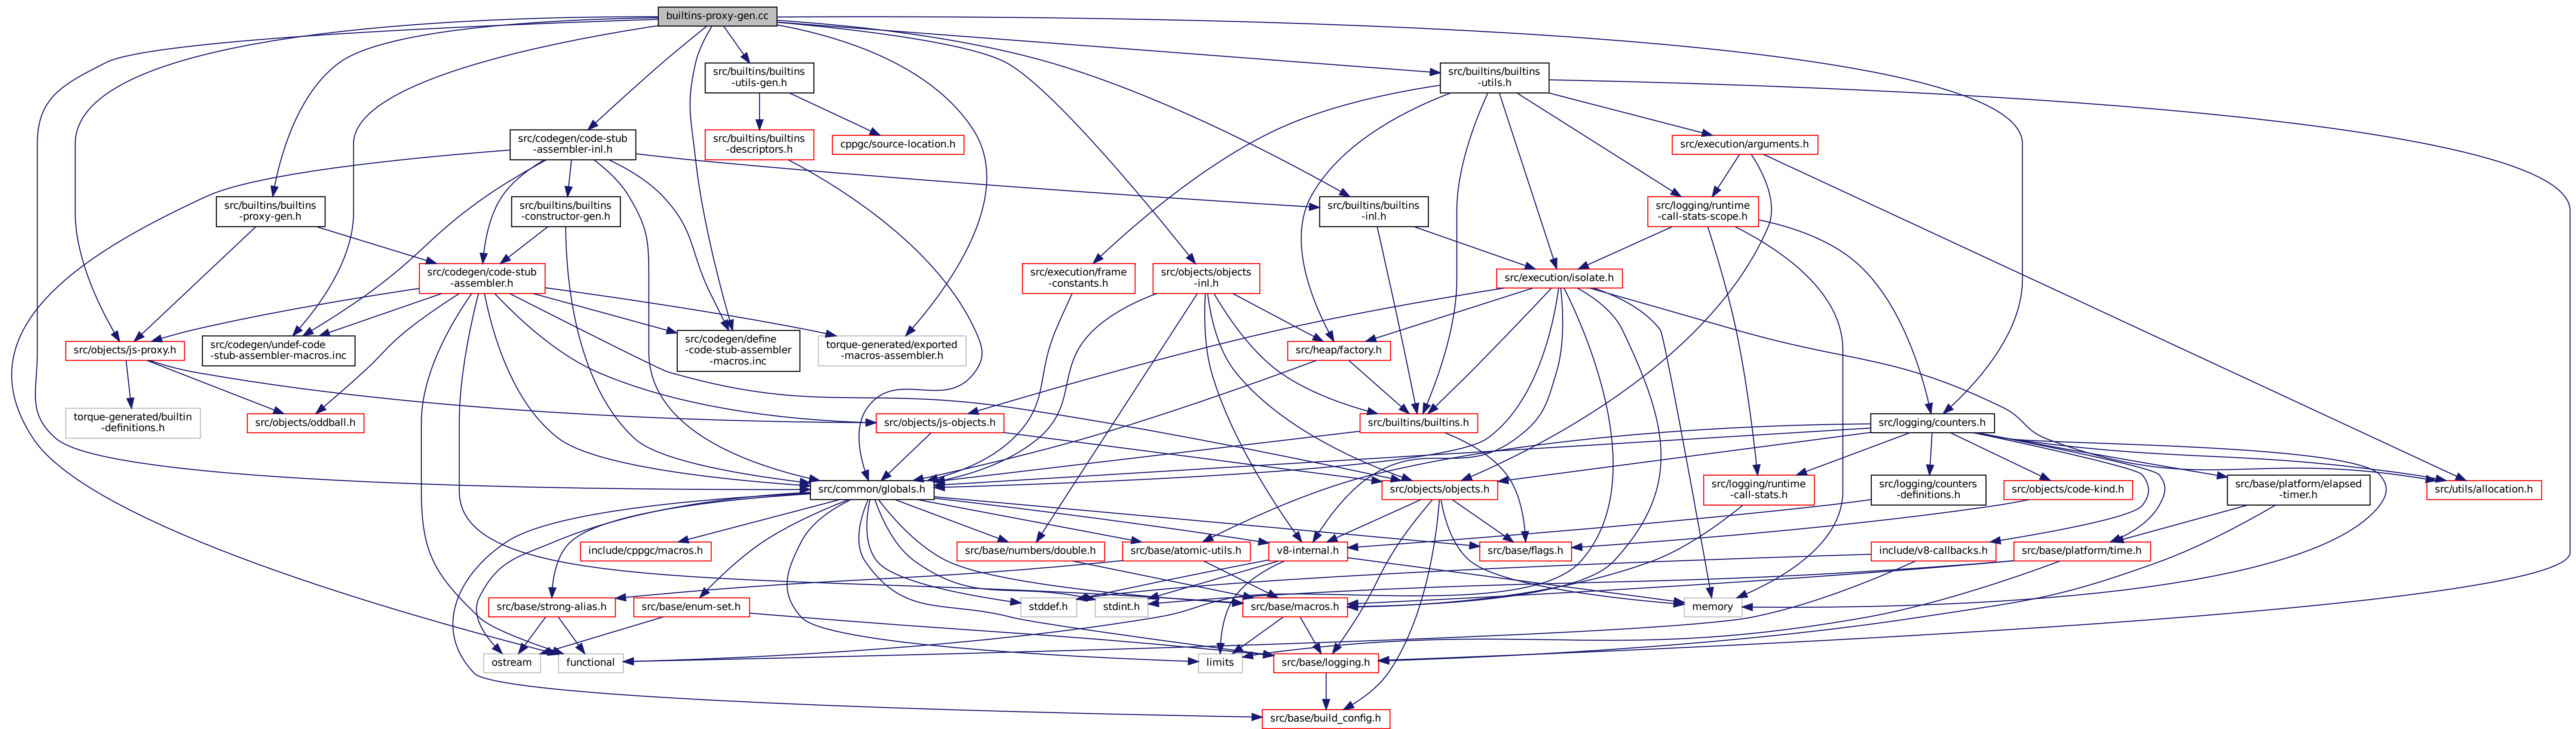 builtins-proxy-gen.cc
src/builtins/builtins
-utils-gen.h
src/builtins/builtins
-utils.h
src/codegen/code-stub
-assembler-inl.h
src/builtins/builtins
-descriptors.h
cppgc/source-location.h
src/execution/arguments.h
src/builtins/builtins
-proxy-gen.h
src/builtins/builtins
-constructor-gen.h
src/builtins/builtins
-inl.h
src/logging/runtime
-call-stats-scope.h
src/codegen/code-stub
-assembler.h
src/execution/frame
-constants.h
src/objects/objects
-inl.h
src/execution/isolate.h
src/objects/js-proxy.h
src/codegen/undef-code
-stub-assembler-macros.inc
src/codegen/define
-code-stub-assembler
-macros.inc
torque-generated/exported
-macros-assembler.h
src/heap/factory.h
torque-generated/builtin
-definitions.h
src/objects/oddball.h
src/objects/js-objects.h
src/builtins/builtins.h
src/logging/counters.h
src/common/globals.h
src/objects/objects.h
src/logging/runtime
-call-stats.h
src/logging/counters
-definitions.h
src/objects/code-kind.h
src/base/platform/elapsed
-timer.h
src/utils/allocation.h
include/cppgc/macros.h
src/base/numbers/double.h
src/base/atomic-utils.h
v8-internal.h
src/base/flags.h
include/v8-callbacks.h
src/base/platform/time.h
src/base/strong-alias.h
src/base/enum-set.h
stddef.h
stdint.h
src/base/macros.h
memory
ostream
functional
limits
src/base/logging.h
src/base/build_config.h